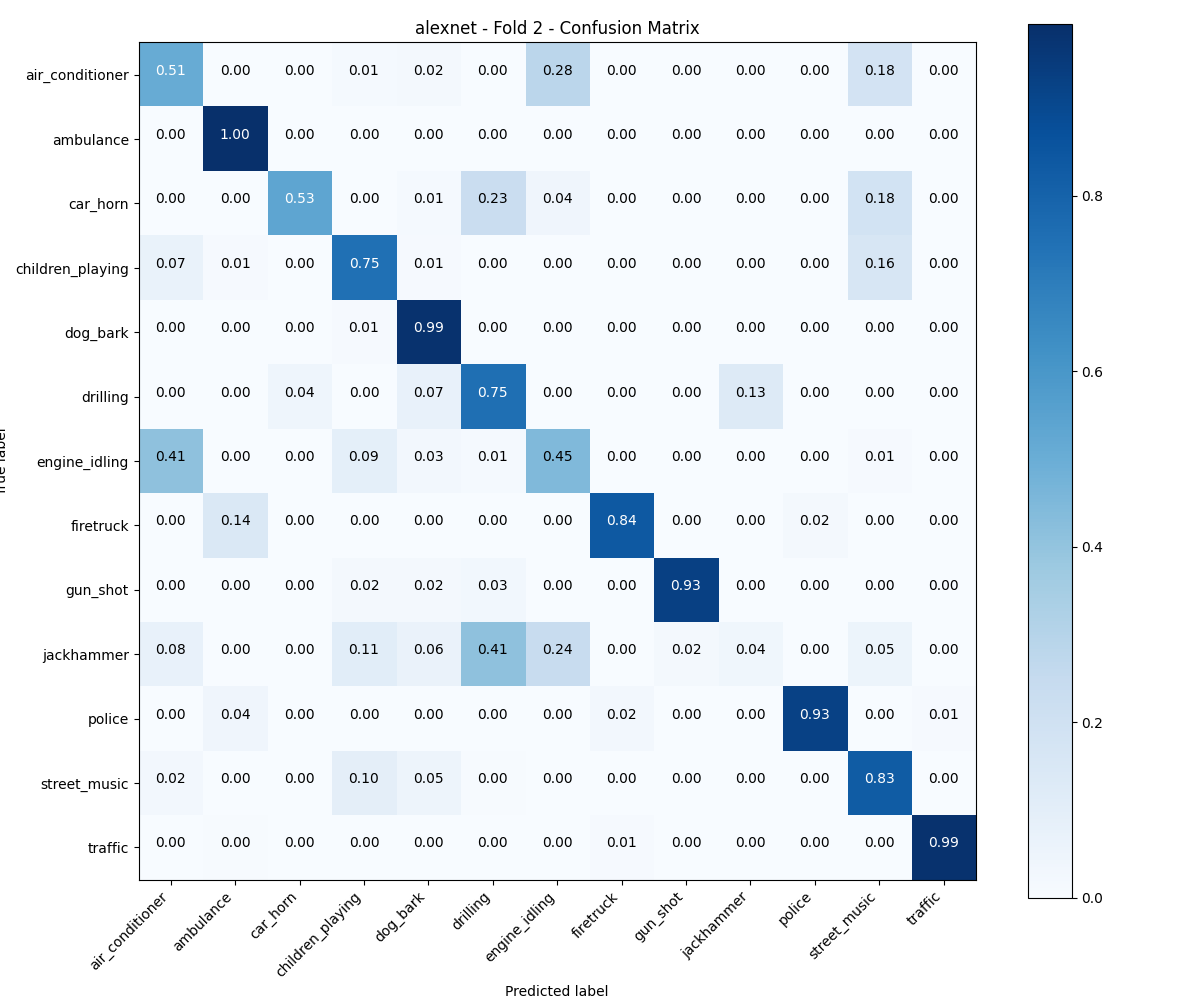 alexnet - Fold 2 - Confusion Matrix
air_conditioner 0.51 0.00 0.00 0.01 0.02 0.00 0.28 0.00 0.00 0.00 0.00 0.18 0.00
ambulance 0.00 1.00 0.00 0.00 0.00 0.00 0.00 0.00 0.00 0.00 0.00 0.00 0.00
car_horn 0.00 0.00 0.53 0.00 0.01 0.23 0.04 0.00 0.00 0.00 0.00 0.18 0.00
0.8
children_playing 0.07 0.01 0.00 0.75 0.01 0.00 0.00 0.00 0.00 0.00 0.00 0.16 0.00
dog_bark 0.00 0.00 0.00 0.01 0.99 0.00 0.00 0.00 0.00 0.00 0.00 0.00 0.00
0.6
drilling 0.00 0.00 0.04 0.00 0.07 0.75 0.00 0.00 0.00 0.13 0.00 0.00 0.00
True label
engine_idling 0.41 0.00 0.00 0.09 0.03 0.01 0.45 0.00 0.00 0.00 0.00 0.01 0.00
firetruck 0.00 0.14 0.00 0.00 0.00 0.00 0.00 0.84 0.00 0.00 0.02 0.00 0.00
0.4
gun_shot 0.00 0.00 0.00 0.02 0.02 0.03 0.00 0.00 0.93 0.00 0.00 0.00 0.00
jackhammer 0.08 0.00 0.00 0.11 0.06 0.41 0.24 0.00 0.02 0.04 0.00 0.05 0.00
police 0.00 0.04 0.00 0.00 0.00 0.00 0.00 0.02 0.00 0.00 0.93 0.00 0.01
0.2
street_music 0.02 0.00 0.00 0.10 0.05 0.00 0.00 0.00 0.00 0.00 0.00 0.83 0.00
traffic 0.00 0.00 0.00 0.00 0.00 0.00 0.00 0.01 0.00 0.00 0.00 0.00 0.99
0.0
air_conditioner
ambulance
car_horn
children_playing
dog_bark
drilling
engine_idling
firetruck
gun_shot
jackhammer
police
street_music
traffic
Predicted label